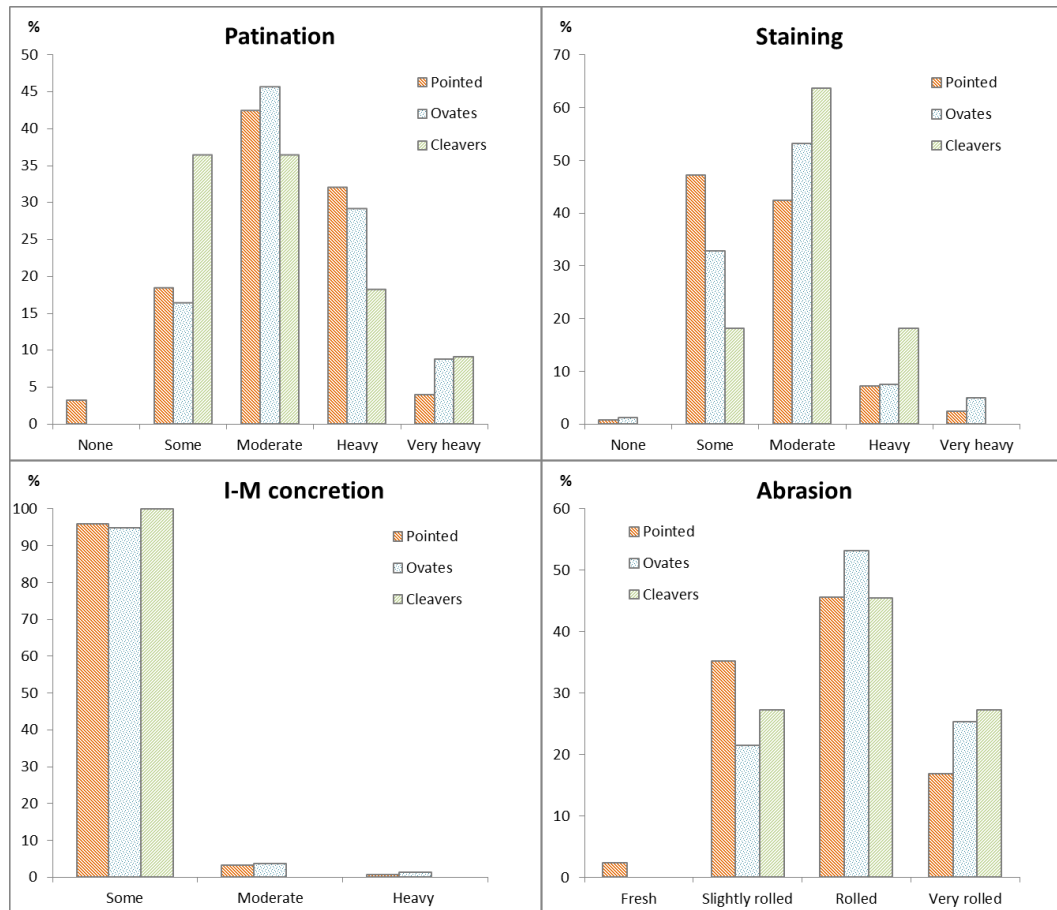 %
Patination
50
45
40
35
30
25
20
15
10
5
0
Pointed
Ovates
Cleavers
None Some Moderate Heavy Very heavy
%
Staining
70
60
50
40
30
20
10
0
Pointed
Ovates
Cleavers
None Some Moderate Heavy Very heavy
%
I-M concretion
100
90
80
70
60
50
40
30
20
10
0
Pointed
Ovates
Cleavers
Some Moderate Heavy
%
Abrasion
60
50
40
30
20
10
0
Pointed
Ovates
Cleavers
Fresh Slightly rolled Rolled Very rolled